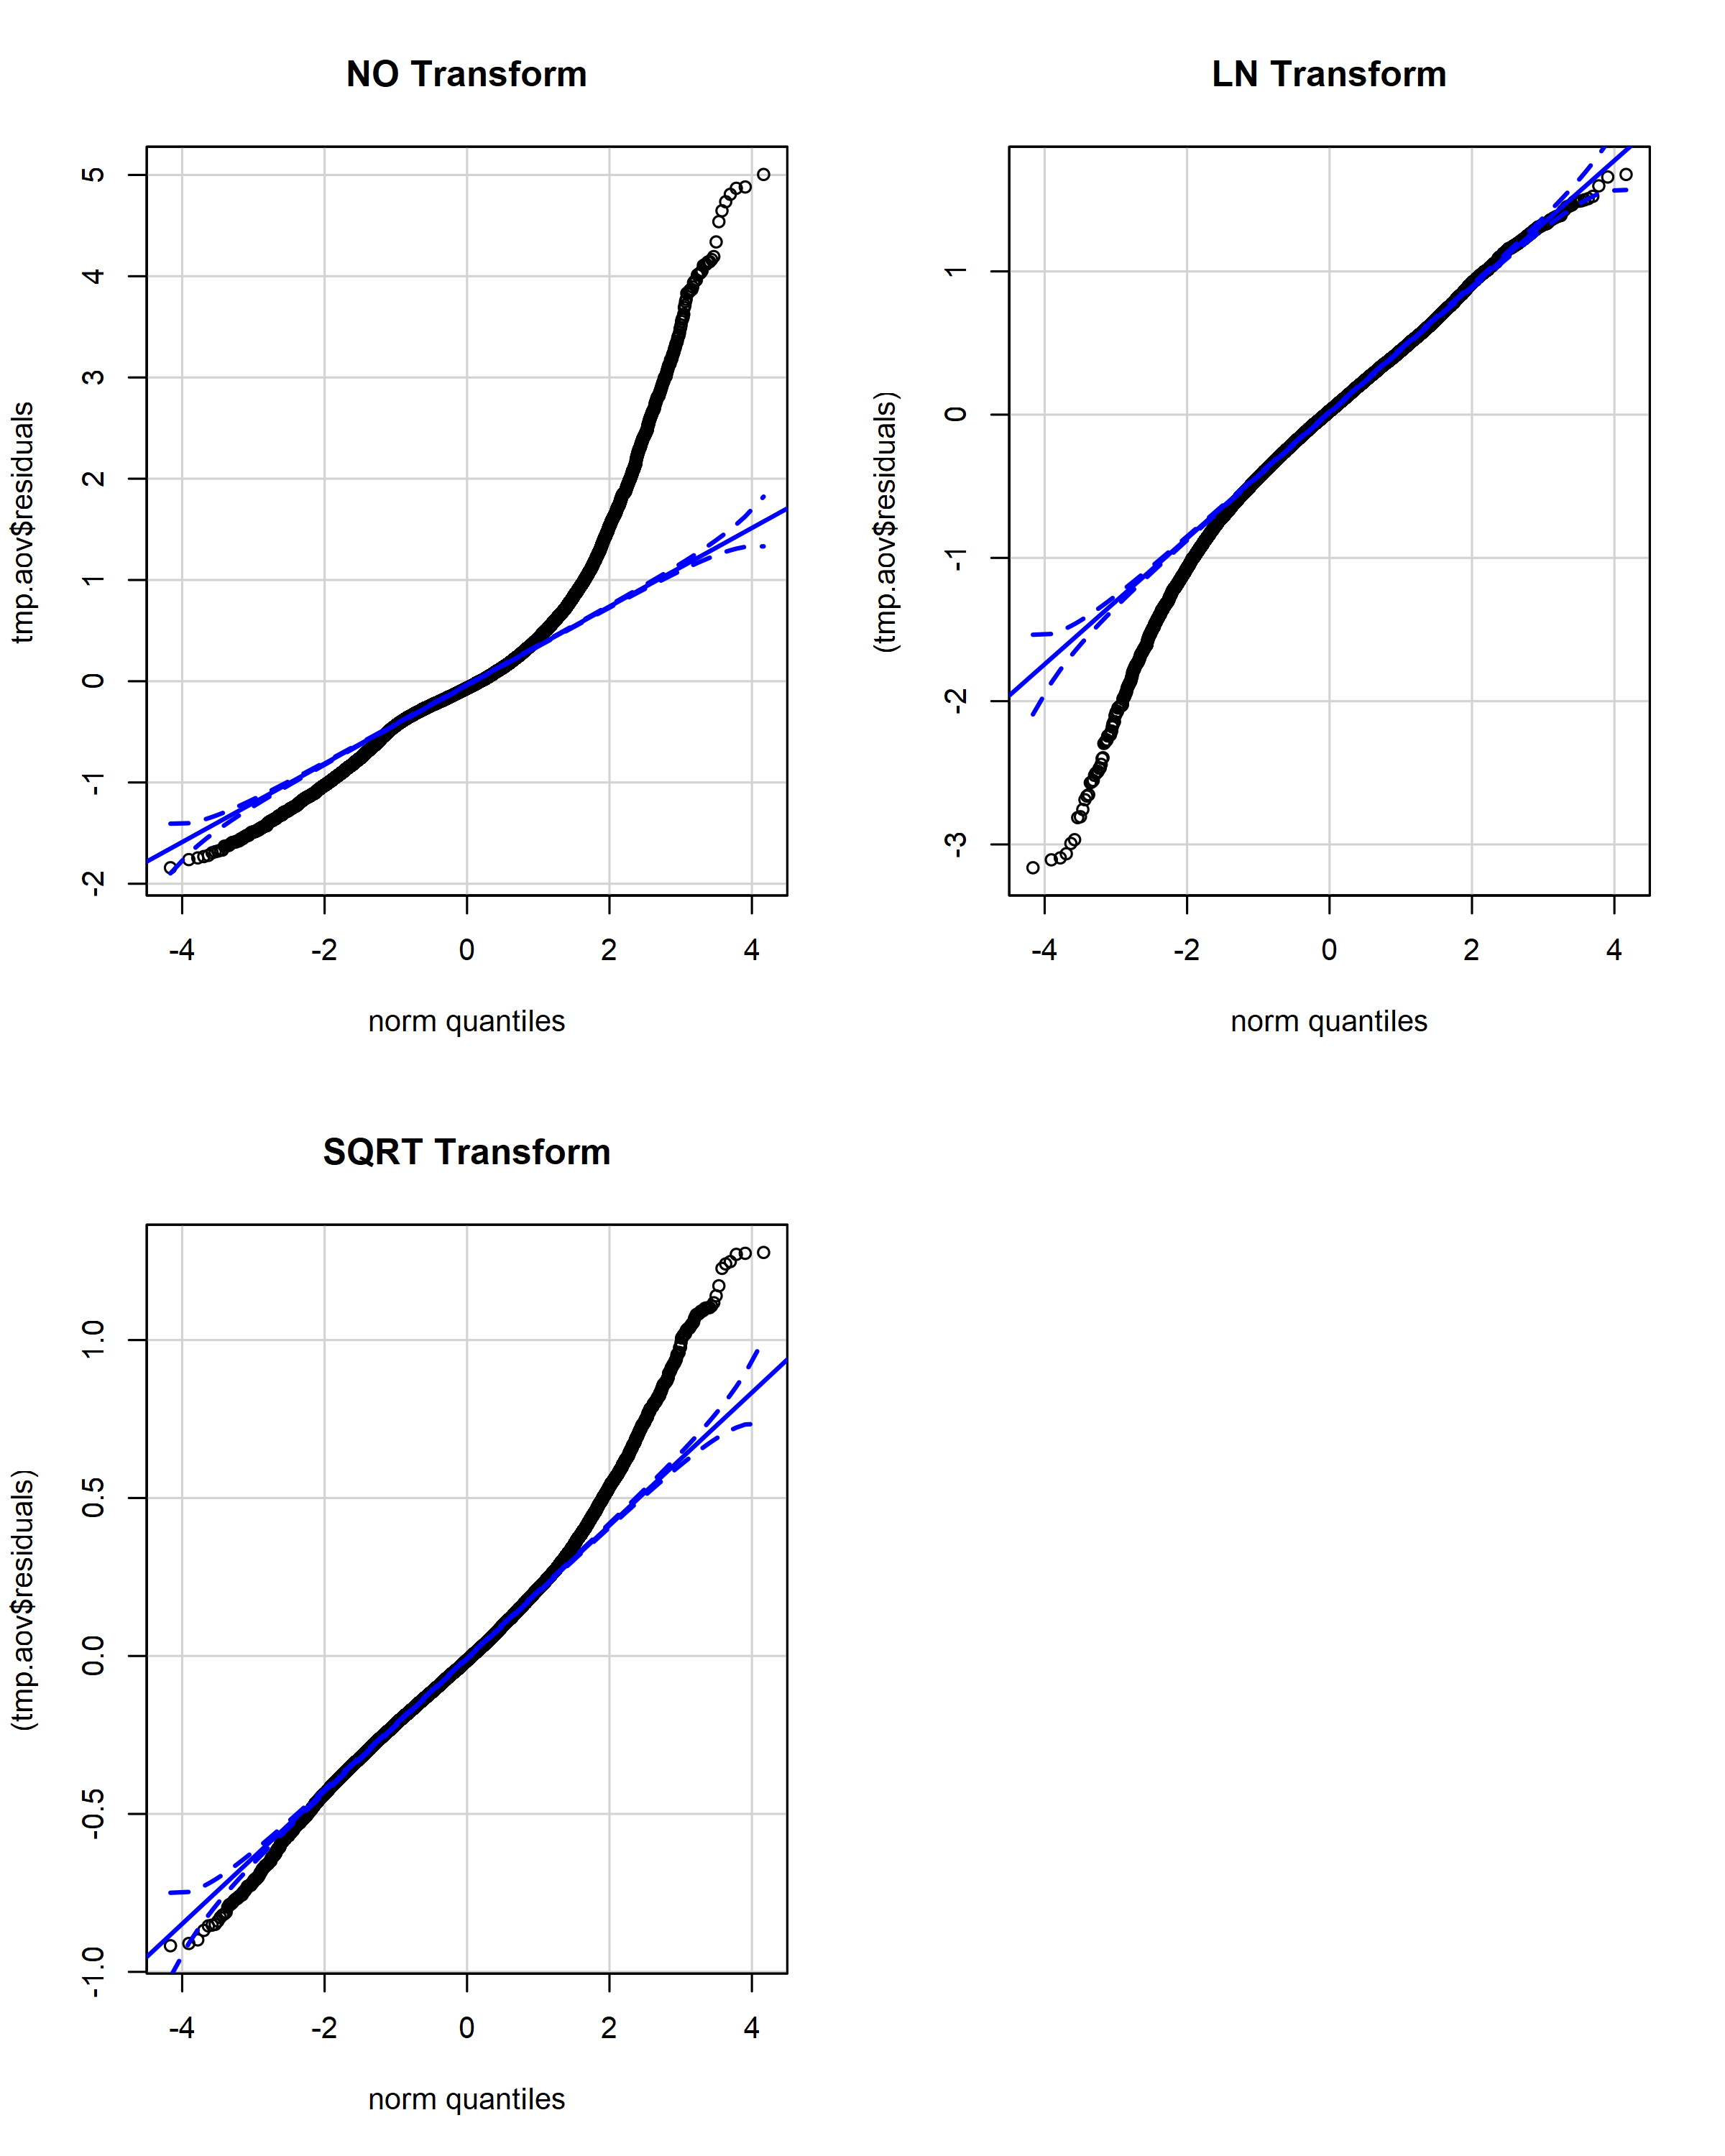 NO Transform
tmp.aov$residuals
5
4
3
2
1
0
-1
-2
-4 -2 0 2 4
norm quantiles
LN Transform
(tmp.aov$residuals)
1
0
-1
-2
-3
-4 -2 0 2 4
norm quantiles
SQRT Transform
(tmp.aov$residuals)
1.0
0.5
0.0
-0.5
-1.0
-4 -2 0 2 4
norm quantiles